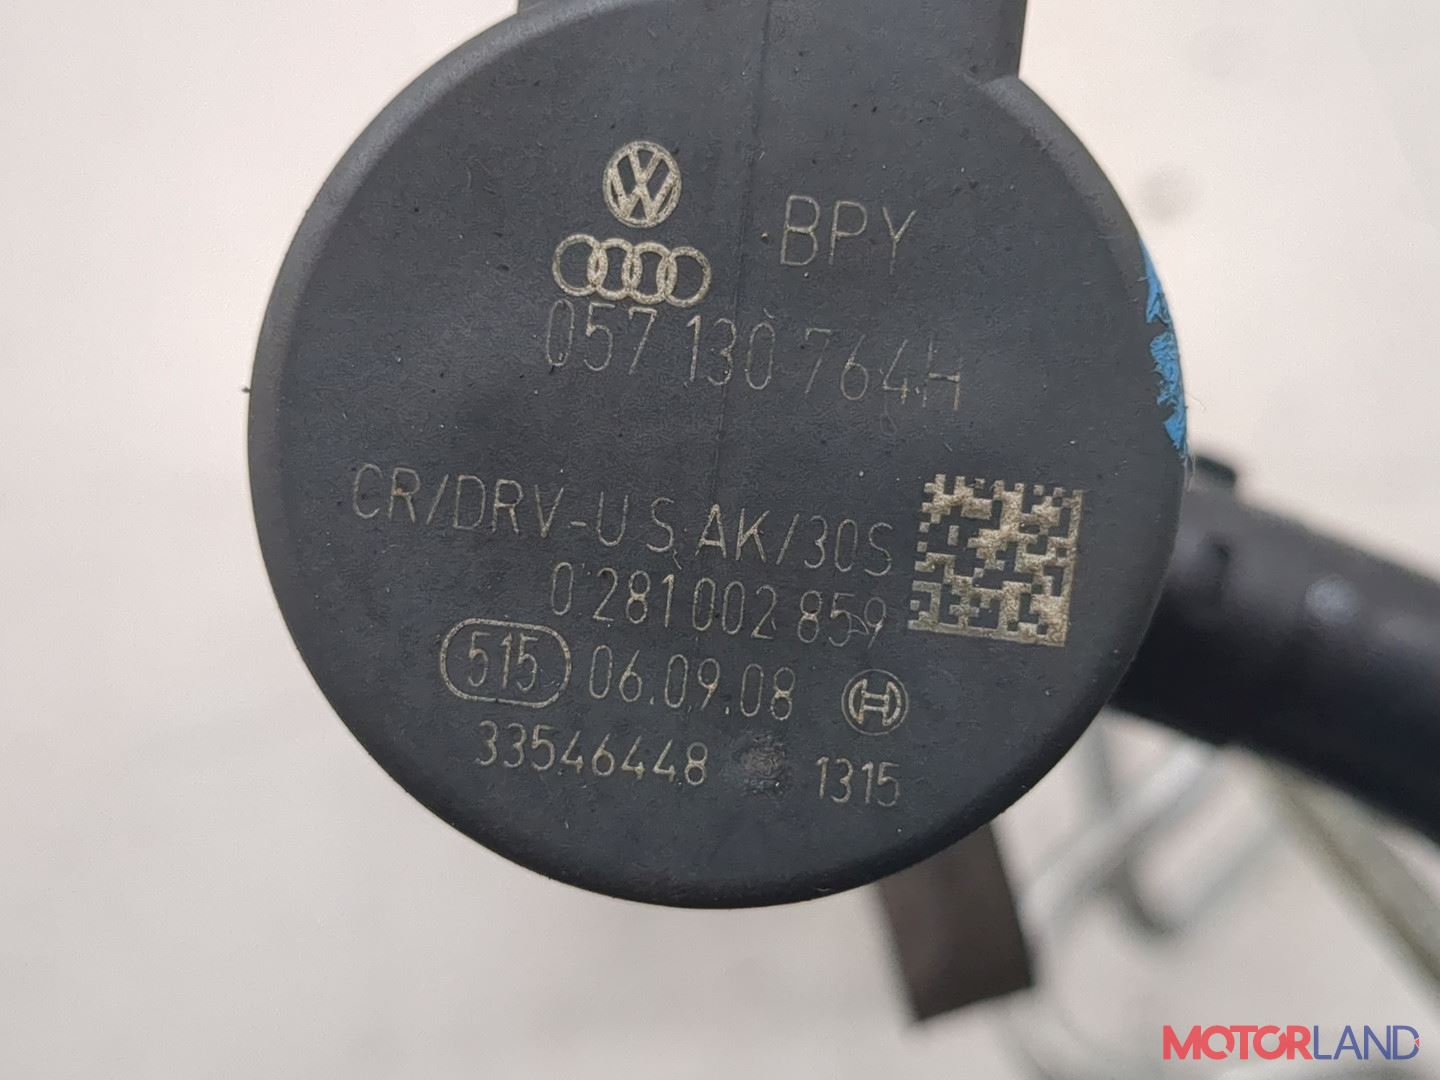 BPY
057 130 764H
CR/DRV-U S AK/30S
0 281 002 859
515 06.09.08
33546448 1315
MOTORLAND